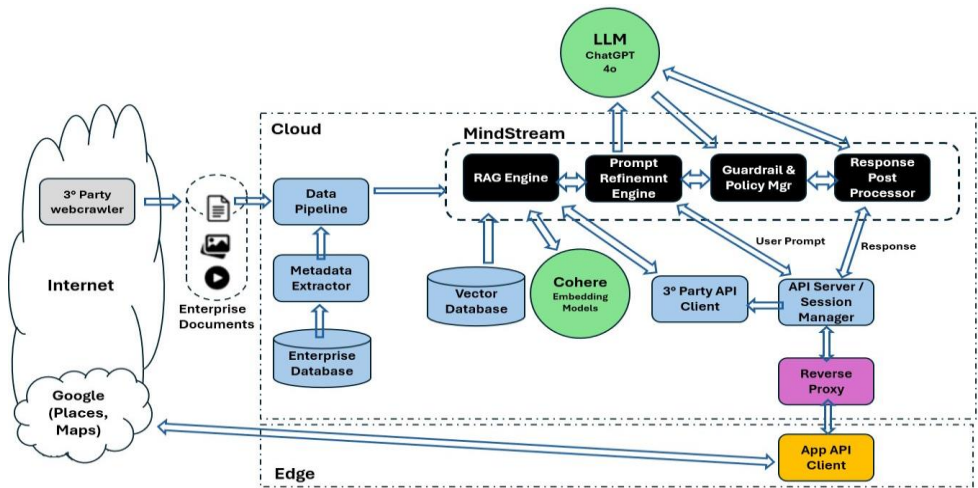 LLM
ChatGPT
4o
Cloud
MindStream
3° Party
webcrawler
Data
Pipeline
RAG Engine
Prompt
Refinemnt
Engine
Guardrail &
Policy Mgr
Response
Post
Processor
User Prompt
Response
Internet
Metadata
Extractor
Enterprise
Documents
Vector
Database
Cohere
Embedding
Models
3° Party API
Client
API Server /
Session
Manager
Enterprise
Database
Reverse
Proxy
Google
(Places,
Maps)
App API
Client
Edge